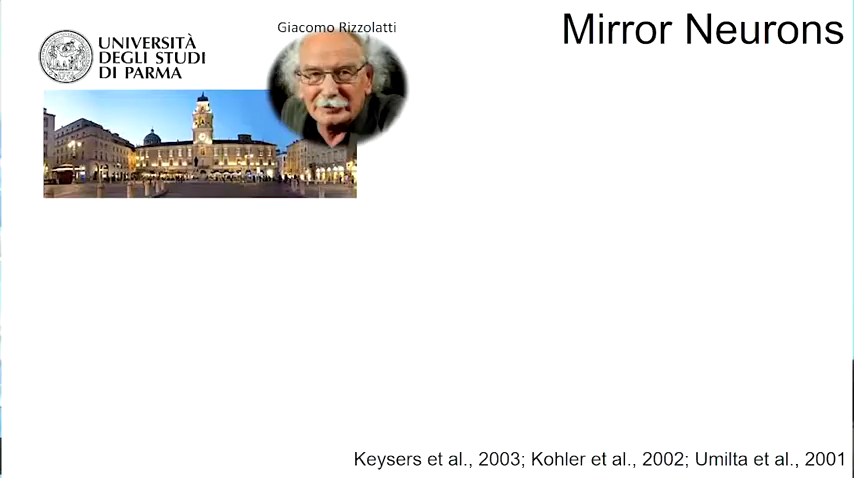 Giacomo Rizzolatti
Mirror Neurons
UNIVERSITÀ
DEGLI STUDI
DI PARMA
Keysers et al., 2003; Kohler et al., 2002; Umilta et al., 2001